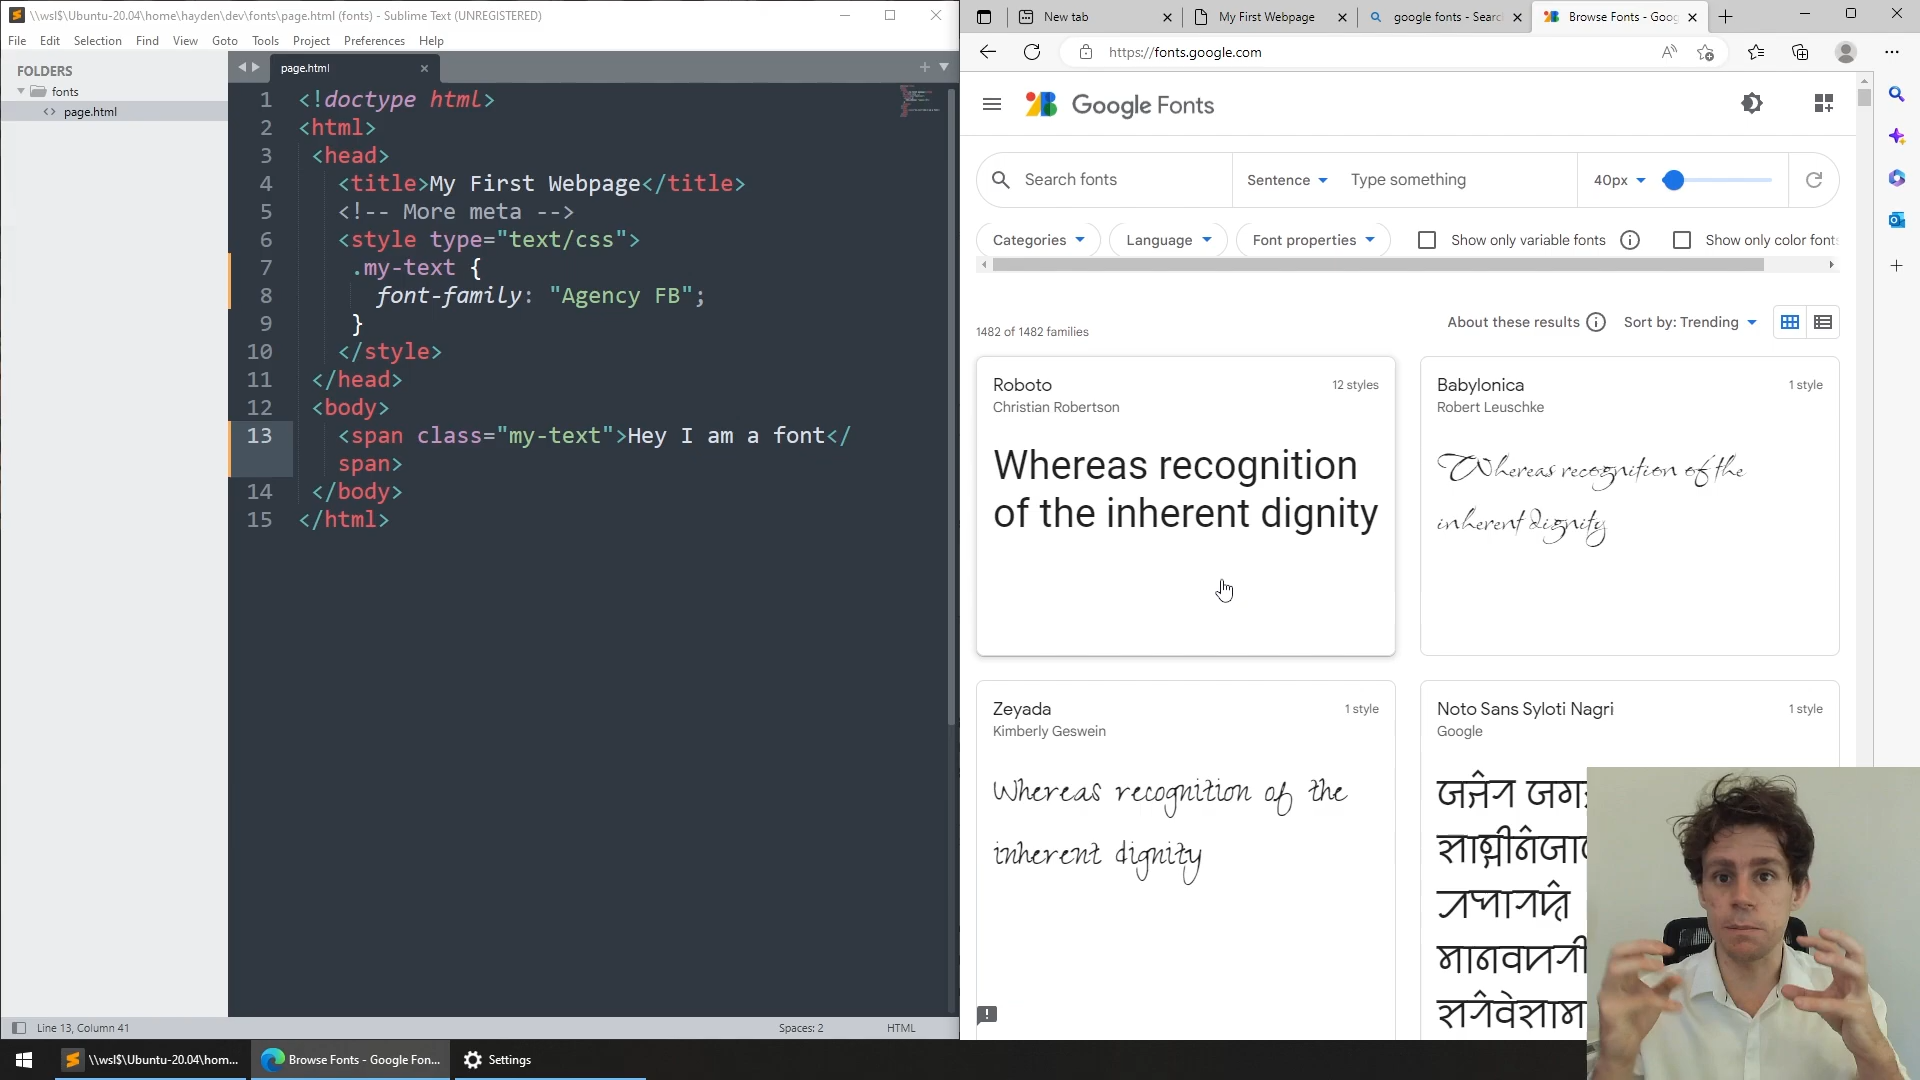 \\wsl$\Ubuntu-20.04\home\hayden\dev\fonts\page.html (fonts) - Sublime Text (UNREGISTERED)
File Edit Selection Find View Goto Tools Project Preferences Help
FOLDERS
fonts
<> page.html
page.html
1 <!doctype html>
2 <html>
3 <head>
4 <title>My First Webpage</title>
5 <!-- More meta -->
6 <style type="text/css">
7 .my-text {
8 font-family: "Agency FB";
9 }
10 </style>
11 </head>
12 <body>
13 <span class="my-text">Hey I am a font</
span>
14 </body>
15 </html>
Line 13, Column 41 Spaces: 2 HTML
New tab My First Webpage google fonts - Searc Browse Fonts - Goog
https://fonts.google.com
Google Fonts
Search fonts Sentence Type something 40px
Categories Language Font properties Show only variable fonts Show only color fonts
1482 of 1482 families About these results Sort by: Trending
Roboto 12 styles
Christian Robertson
Whereas recognition
of the inherent dignity
Babylonica 1 style
Robert Leuschke
Whereas recognition of the
inherent dignity
Zeyada 1 style
Kimberly Geswein
Whereas recognition of the
inherent dignity
Noto Sans Syloti Nagri 1 style
Google
\\wsl$\Ubuntu-20.04\hom... Browse Fonts - Google Fon... Settings